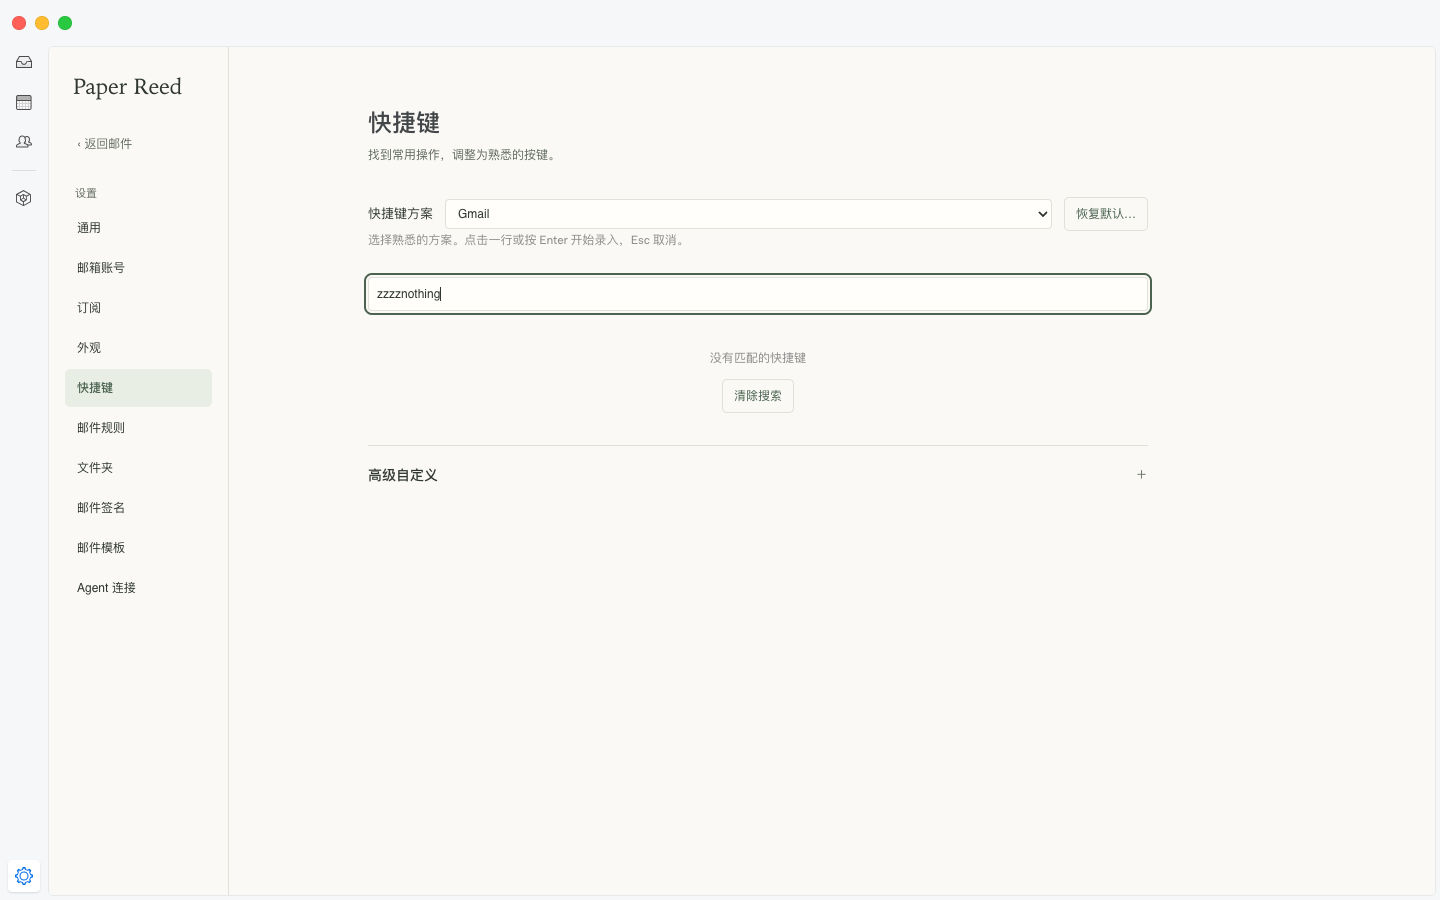 Paper Reed
‹ 返回邮件
设置
通用
邮箱账号
订阅
外观
快捷键
邮件规则
文件夹
邮件签名
邮件模板
Agent 连接
快捷键
找到常用操作，调整为熟悉的按键。
快捷键方案
Gmail
恢复默认...
选择熟悉的方案。点击一行或按 Enter 开始录入，Esc 取消。
zzzznothing
没有匹配的快捷键
清除搜索
高级自定义
+